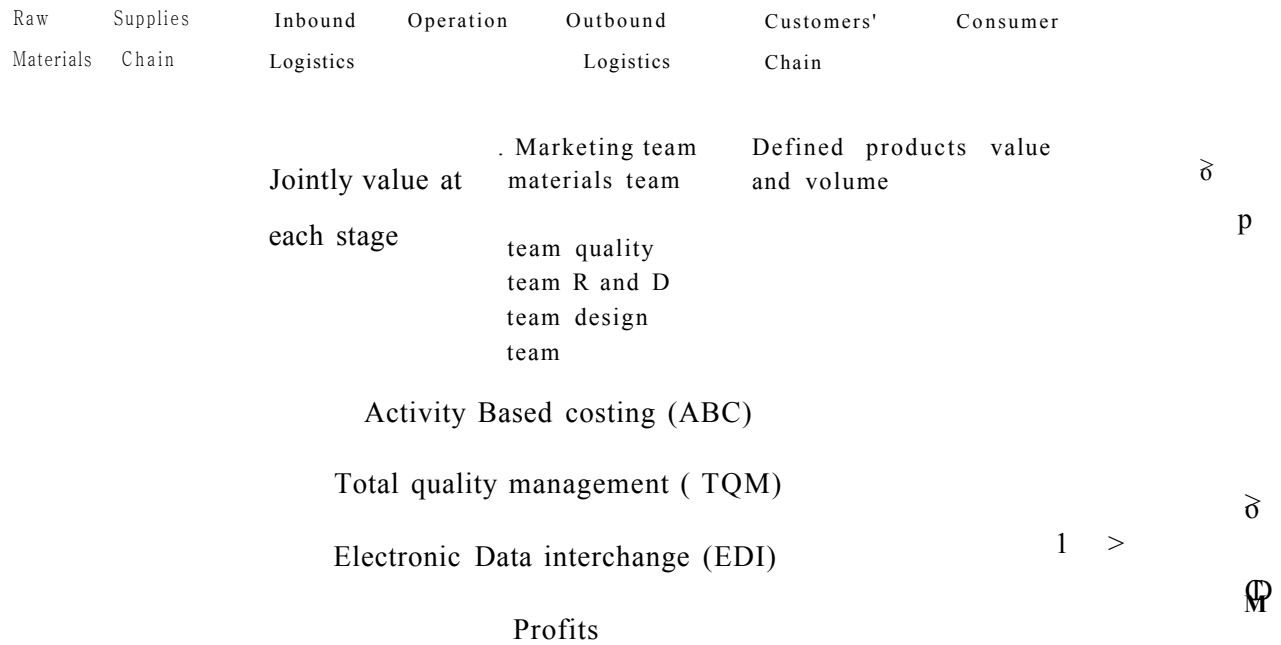 Raw Supplies Inbound Operation Outbound Customers' Consumer
Materials Chain Logistics Logistics Chain
. Marketing team Defined products value
Jointly value at materials team and volume
each stage
team quality
team R and D
team design
team
Activity Based costing (ABC)
Total quality management ( TQM)
Electronic Data interchange (EDI)
Profits
p
1 >